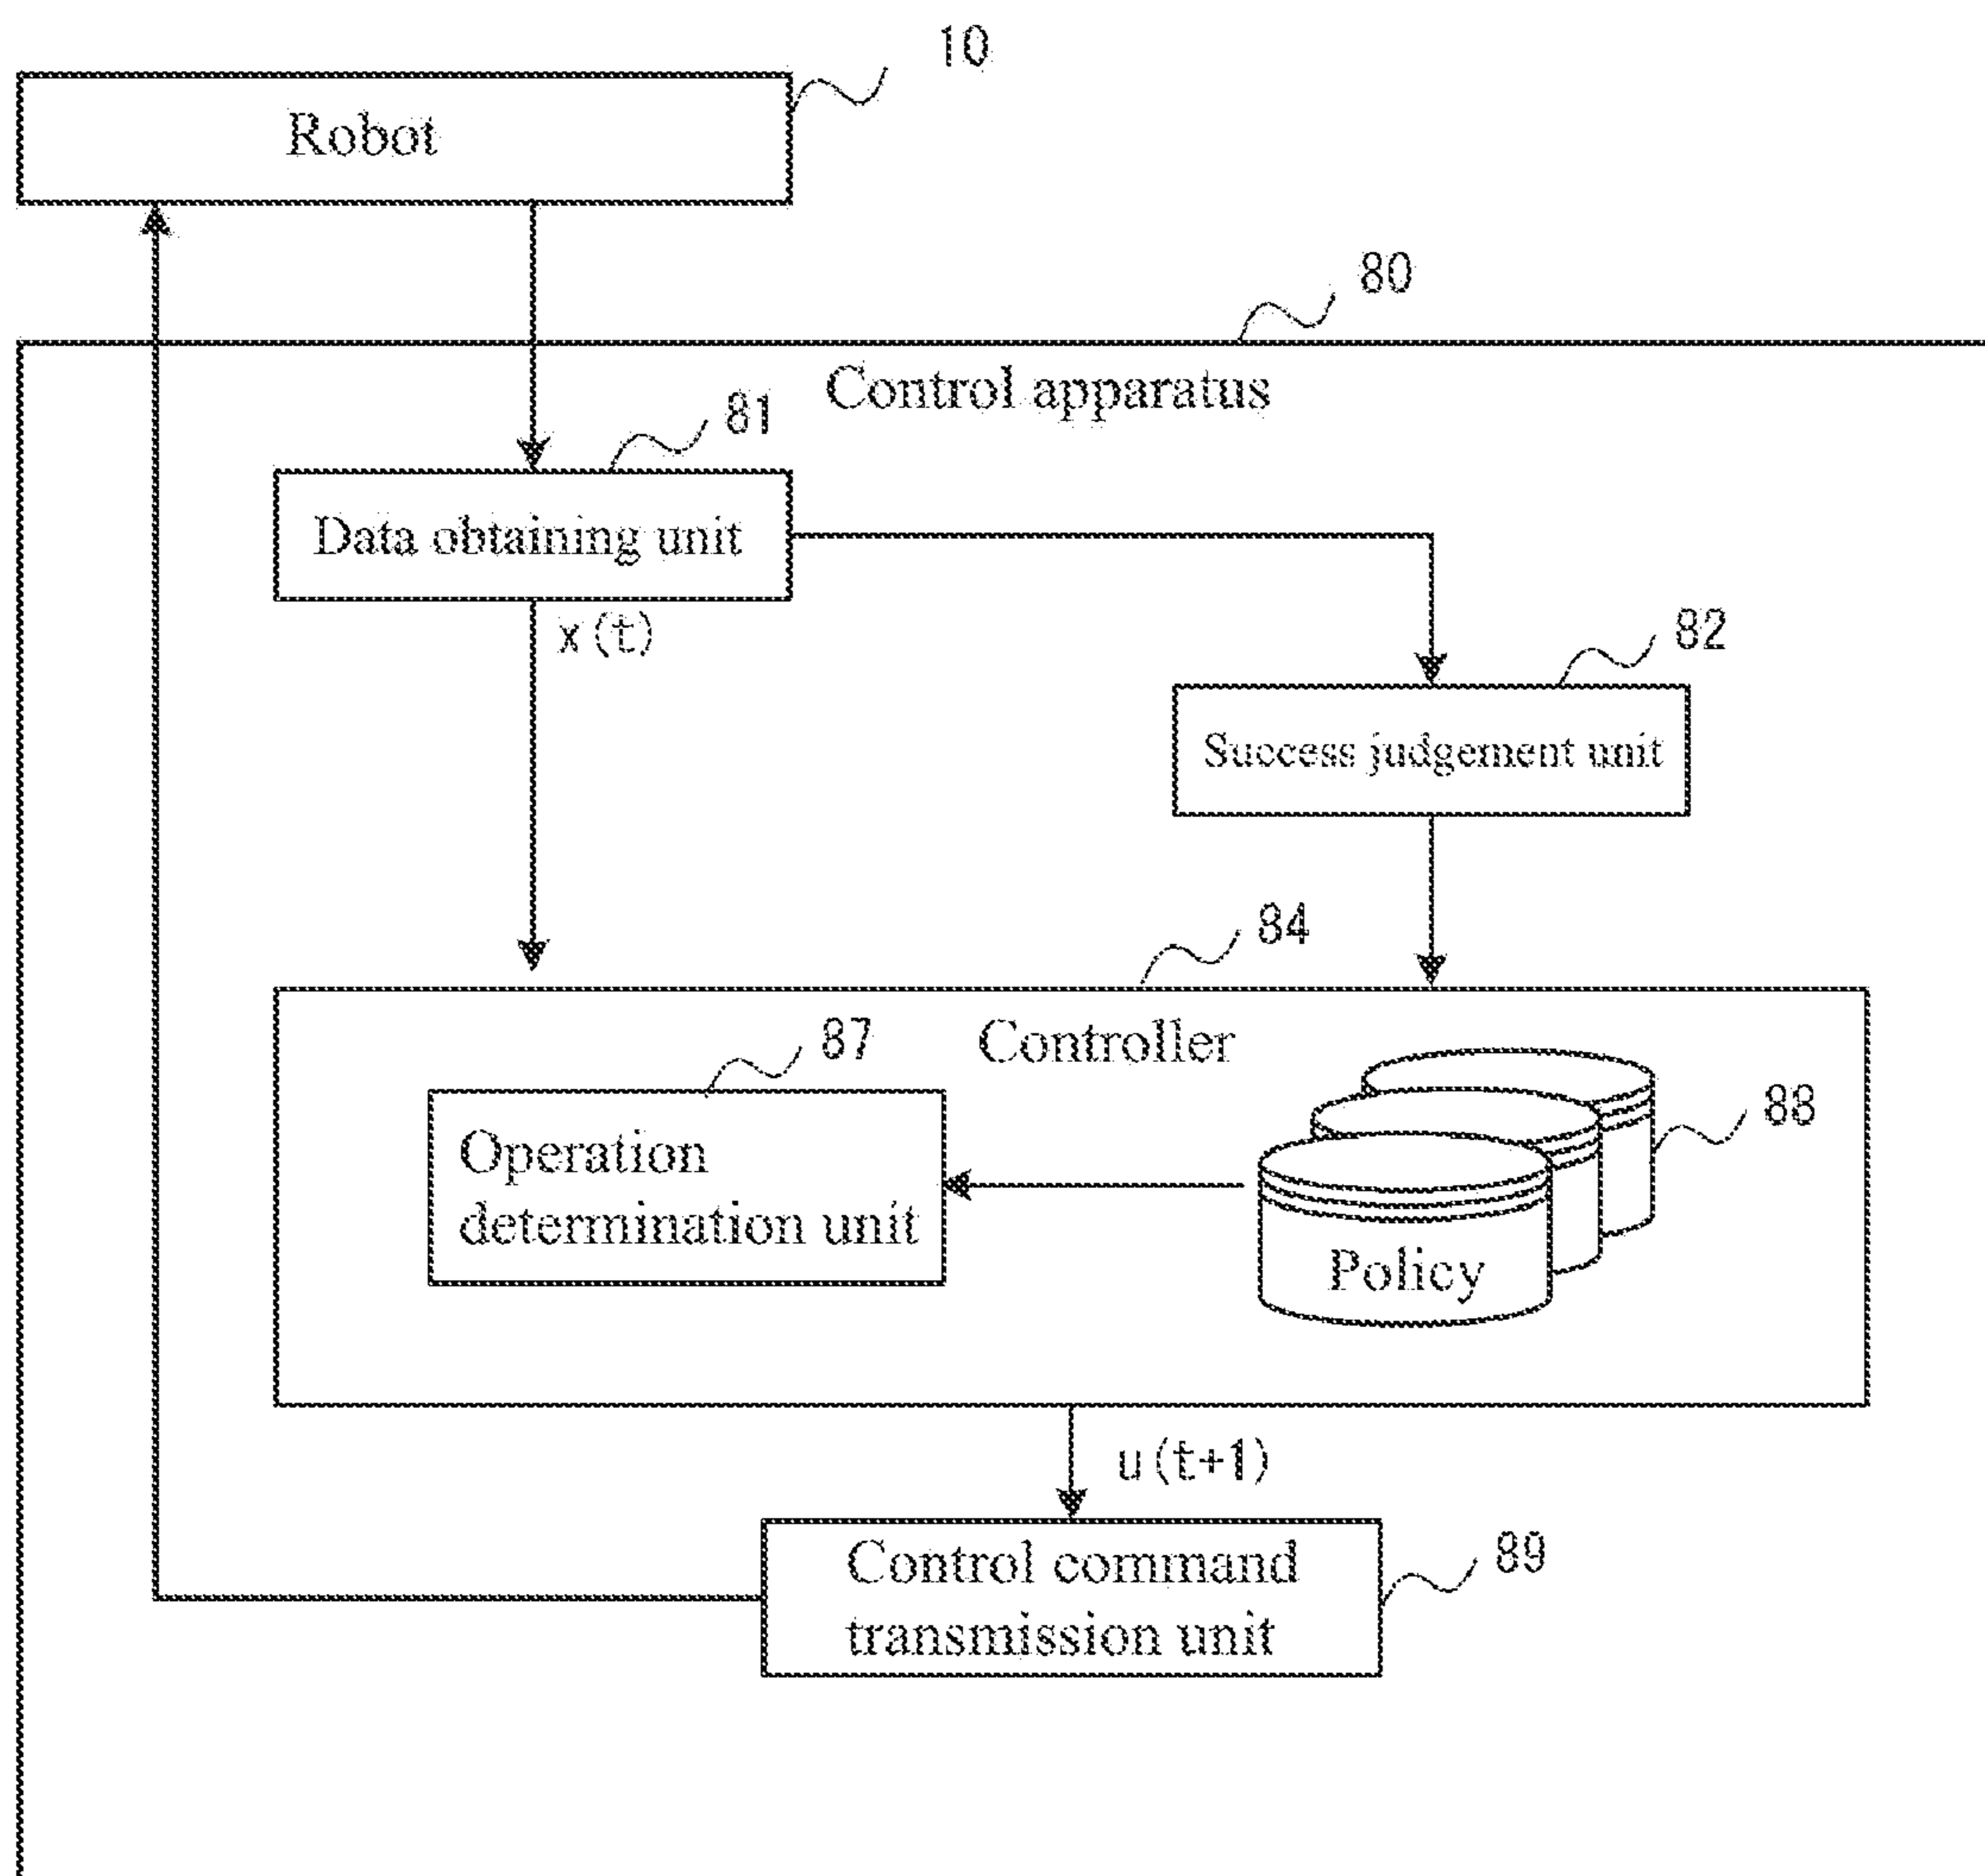 10
Robot
80
Control apparatus
81
Data obtaining unit
x(t)
82
Success judgement unit
84
Controller
87
Operation
determination unit
88
Policy
u(t+1)
Control command
transmission unit
89